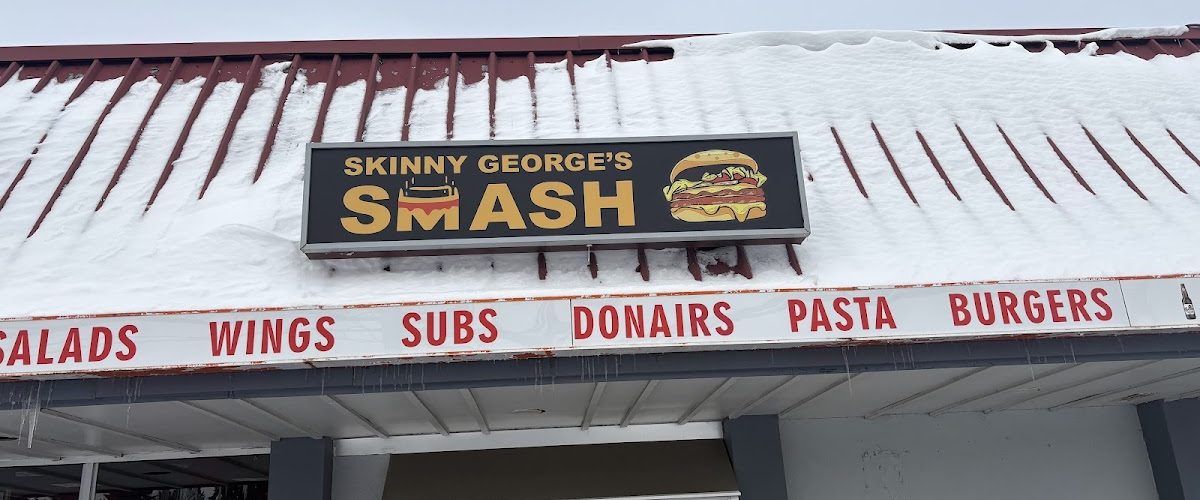 SKINNY GEORGE'S
SMASH
SALADS WINGS SUBS DONAIRS PASTA BURGERS